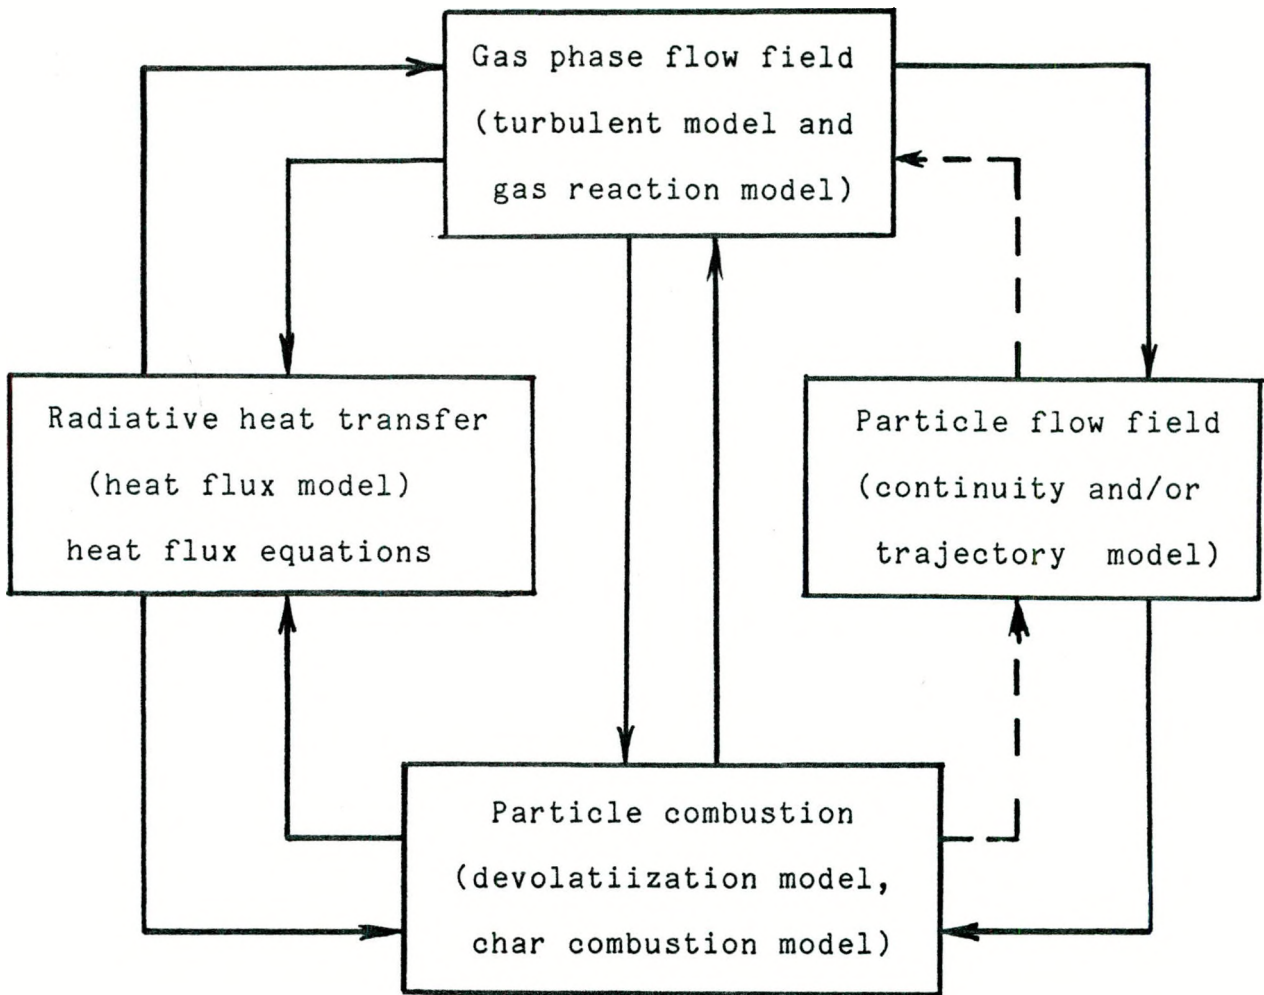 Gas phase flow field
(turbulent model and
gas reaction model)
Radiative heat transfer
(heat flux model)
heat flux equations
Particle flow field
(continuity and/or
trajectory model)
Particle combustion
(devolatiization model,
char combustion model)